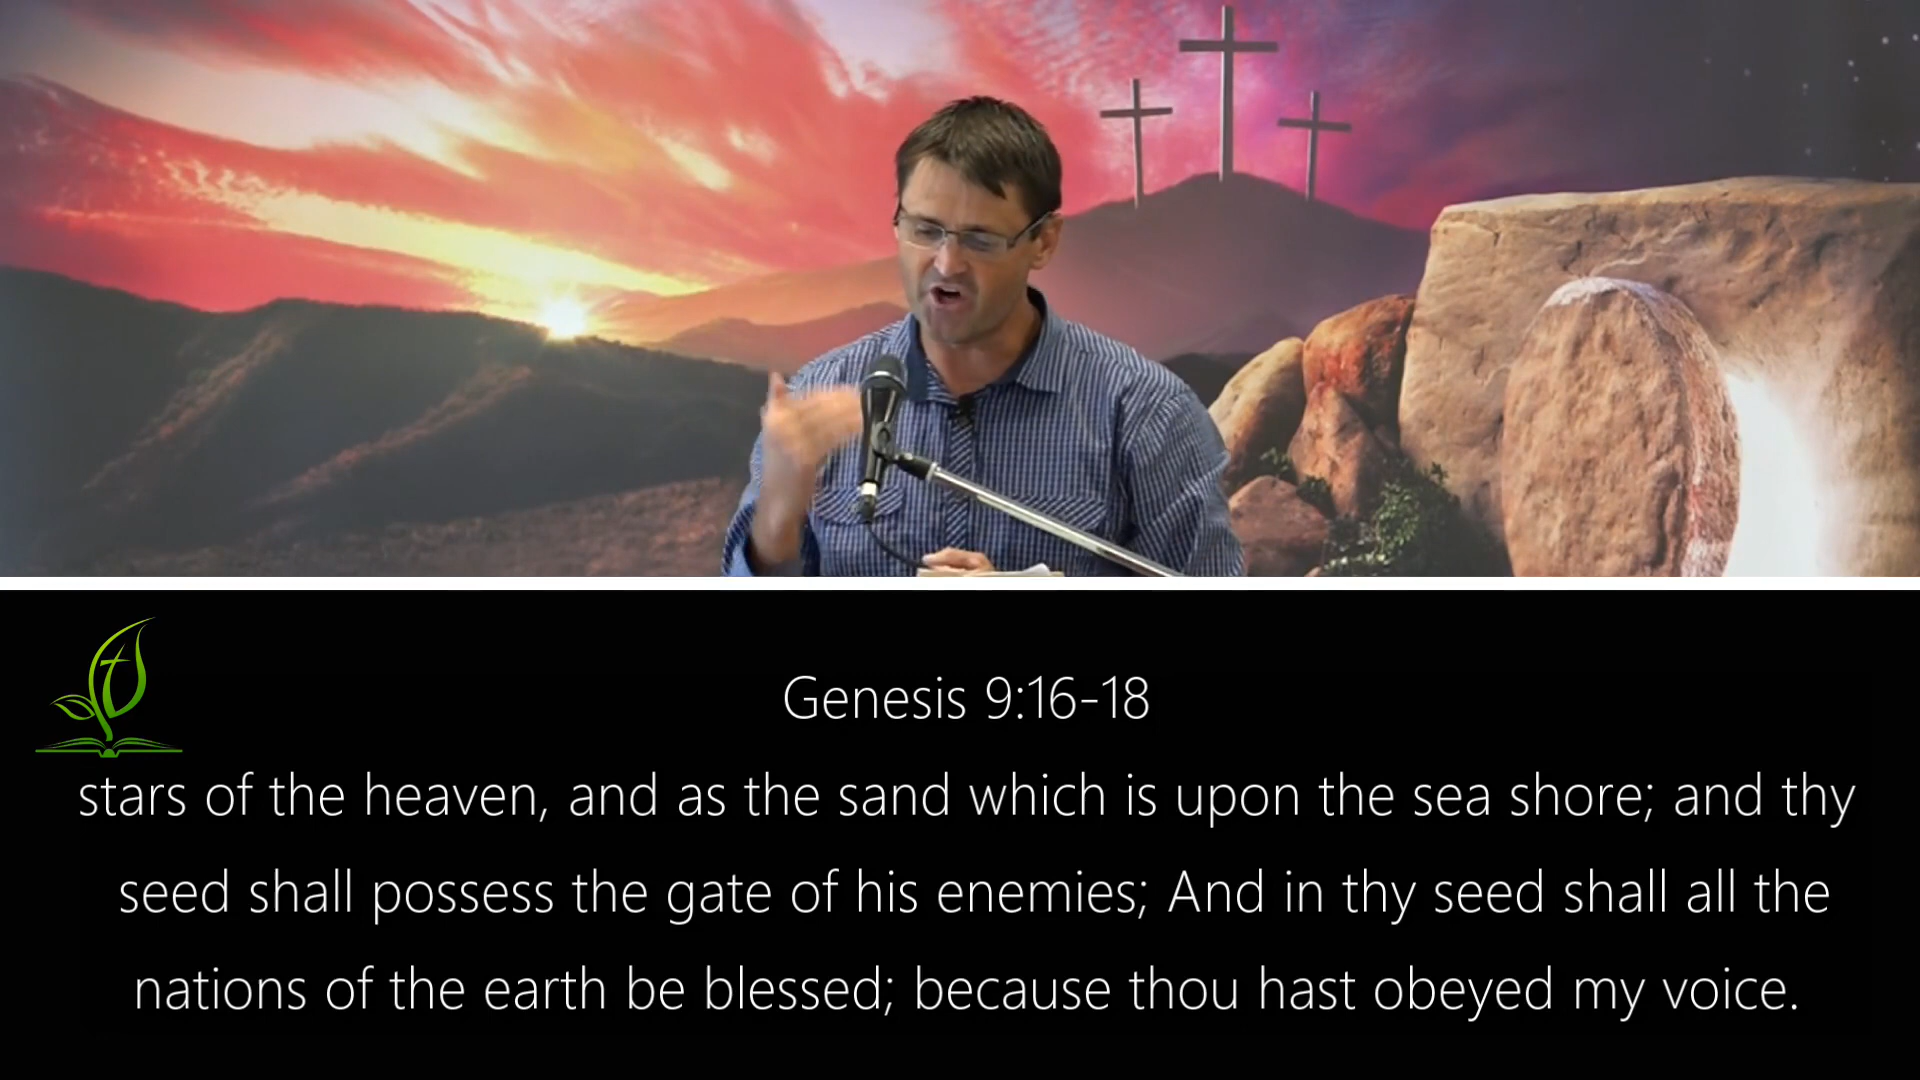 Genesis 9:16-18
stars of the heaven, and as the sand which is upon the sea shore; and thy
seed shall possess the gate of his enemies; And in thy seed shall all the
nations of the earth be blessed; because thou hast obeyed my voice.